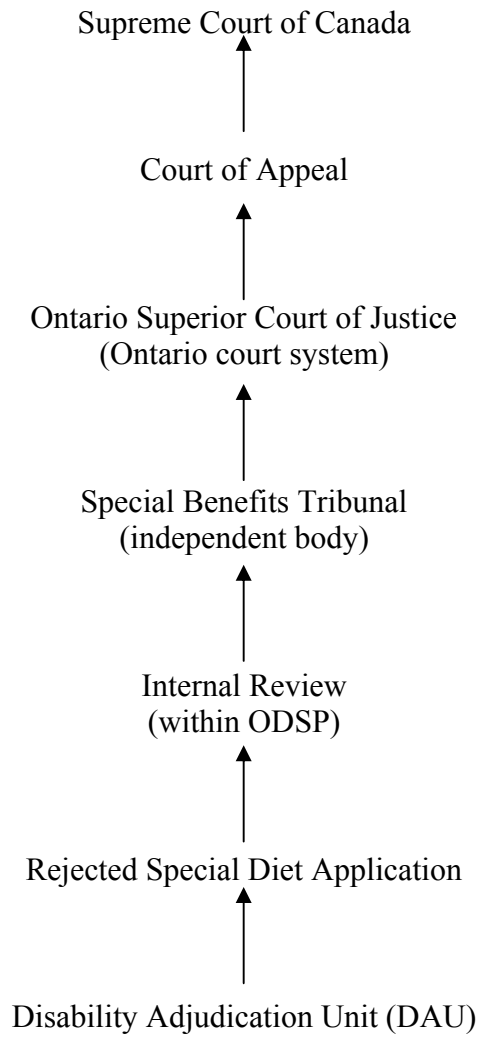 Supreme Court of Canada
Court of Appeal
Ontario Superior Court of Justice
(Ontario court system)
Special Benefits Tribunal
(independent body)
Internal Review
(within ODSP)
Rejected Special Diet Application
Disability Adjudication Unit (DAU)